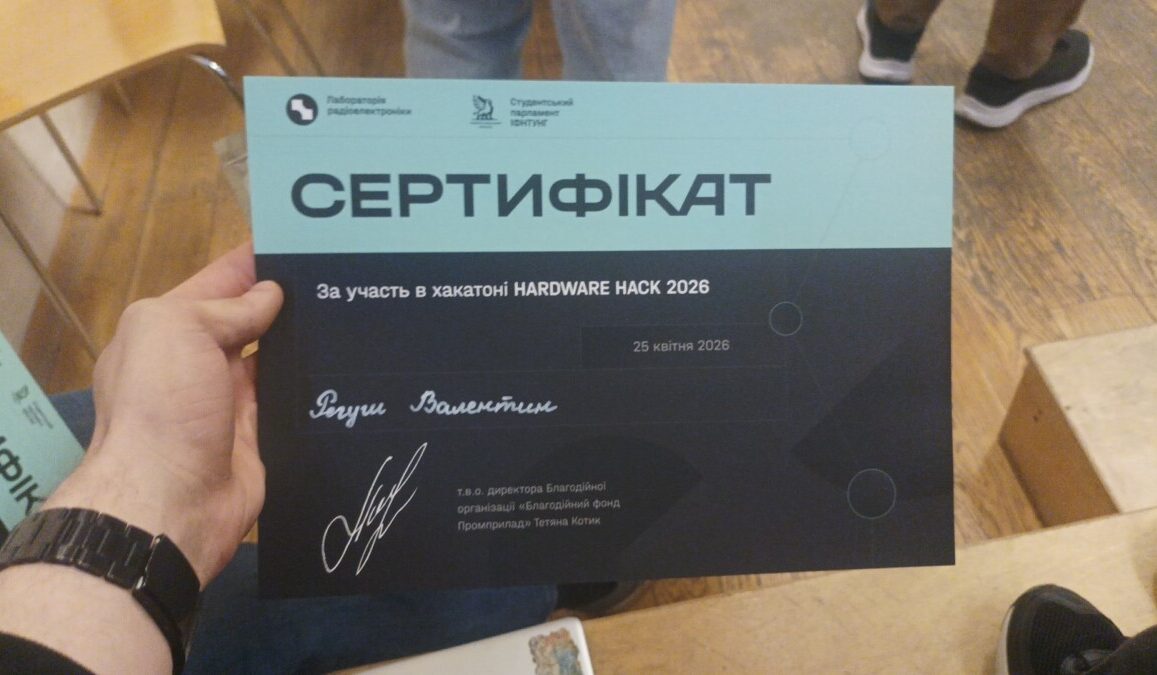 Лабораторія
радіоелектроніки
Студентський
парламент
ІФНТУНГ
СЕРТИФІКАТ
За участь в хакатоні HARDWARE HACK 2026
25 квітня 2026
Регуш Валентин
т.в.о. директора Благодійної
організації «Благодійний фонд
Промприлад» Тетяна Котик